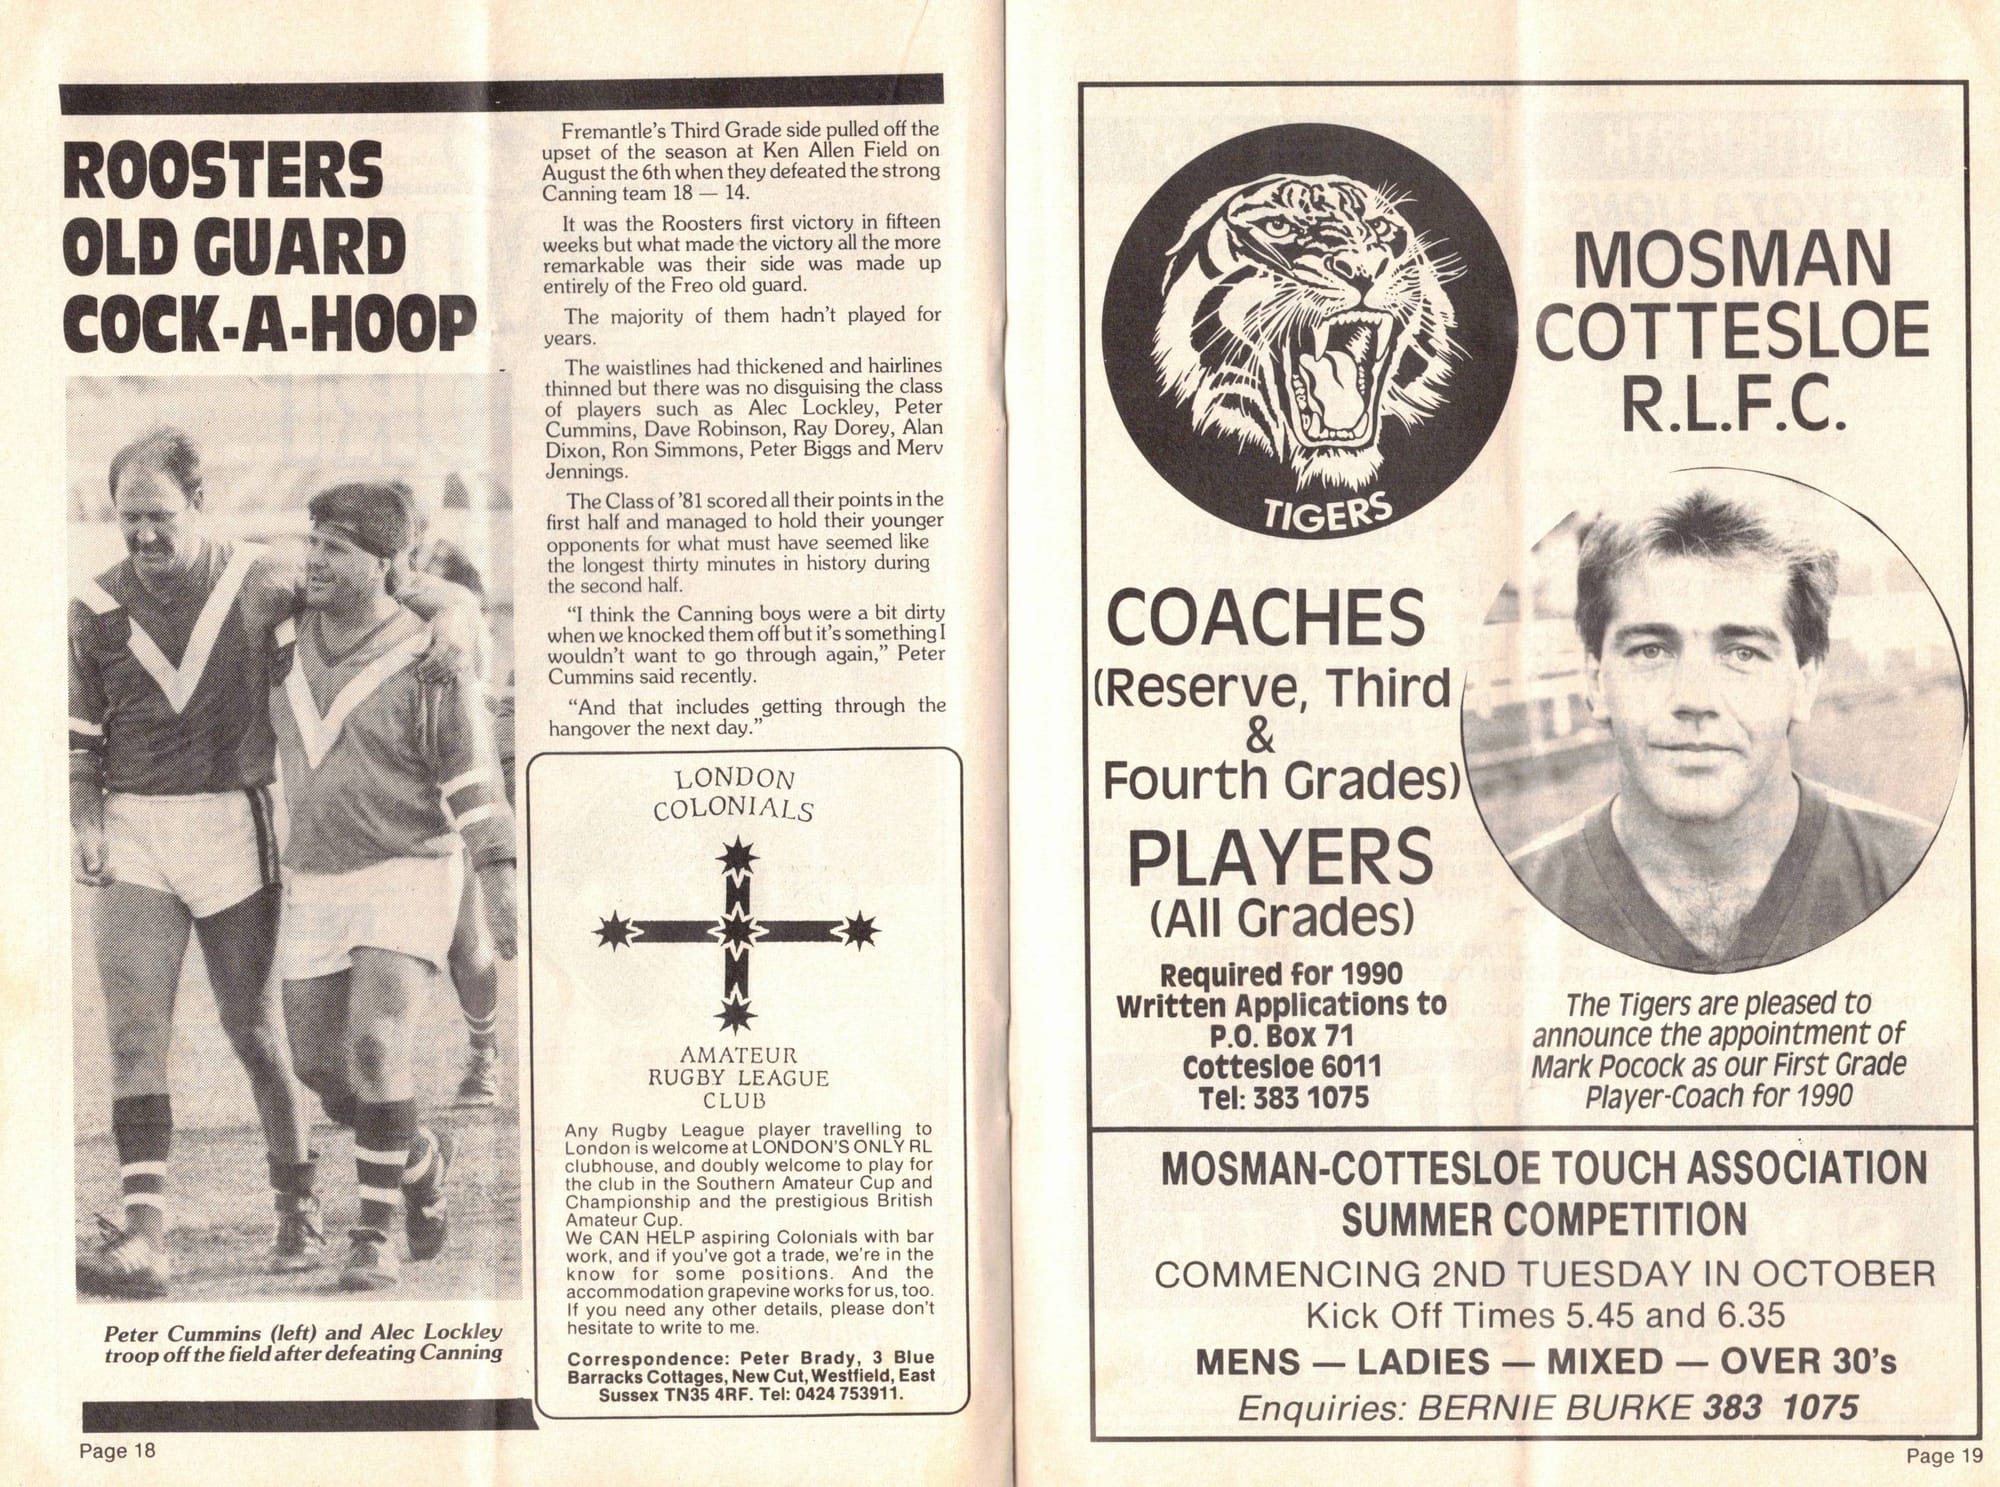 ROOSTERS
OLD GUARD
COCK-A-HOOP
Peter Cummins (left) and Alec Lockley
troop off the field after defeating Canning
Fremantle's Third Grade side pulled off the
upset of the season at Ken Allen Field on
August the 6th when they defeated the strong
Canning team 18 — 14.
It was the Roosters first victory in fifteen
weeks but what made the victory all the more
remarkable was their side was made up
entirely of the Freo old guard.
The majority of them hadn't played for
years.
The waistlines had thickened and hairlines
thinned but there was no disguising the class
of players such as Alec Lockley, Peter
Cummins, Dave Robinson, Ray Dorey, Alan
Dixon, Ron Simmons, Peter Biggs and Merv
Jennings.
The Class of '81 scored all their points in the
first half and managed to hold their younger
opponents for what must have seemed like
the longest thirty minutes in history during
the second half.
"I think the Canning boys were a bit dirty
when we knocked them off but it's something I
wouldn't want to go through again," Peter
Cummins said recently.
"And that includes getting through the
hangover the next day."
LONDON
COLONIALS
AMATEUR
RUGBY LEAGUE
CLUB
Any Rugby League player travelling to
London is welcome at LONDON'S ONLY RL
clubhouse, and doubly welcome to play for
the club in the Southern Amateur Cup and
Championship and the prestigious British
Amateur Cup.
We CAN HELP aspiring Colonials with bar
work, and if you've got a trade, we're in the
know for some positions. And the
accommodation grapevine works for us, too.
If you need any other details, please don't
hesitate to write to me.
Correspondence: Peter Brady, 3 Blue
Barracks Cottages, New Cut, Westfield, East
Sussex TN35 4RF. Tel: 0424 753911.
Page 18
TIGERS
MOSMAN
COTTESLOE
R.L.F.C.
COACHES
(Reserve, Third
&
Fourth Grades)
PLAYERS
(All Grades)
Required for 1990
Written Applications to
P.O. Box 71
Cottesloe 6011
Tel: 383 1075
The Tigers are pleased to
announce the appointment of
Mark Pocock as our First Grade
Player-Coach for 1990
MOSMAN-COTTESLOE TOUCH ASSOCIATION
SUMMER COMPETITION
COMMENCING 2ND TUESDAY IN OCTOBER
Kick Off Times 5.45 and 6.35
MENS — LADIES — MIXED — OVER 30's
Enquiries: BERNIE BURKE 383 1075
Page 19